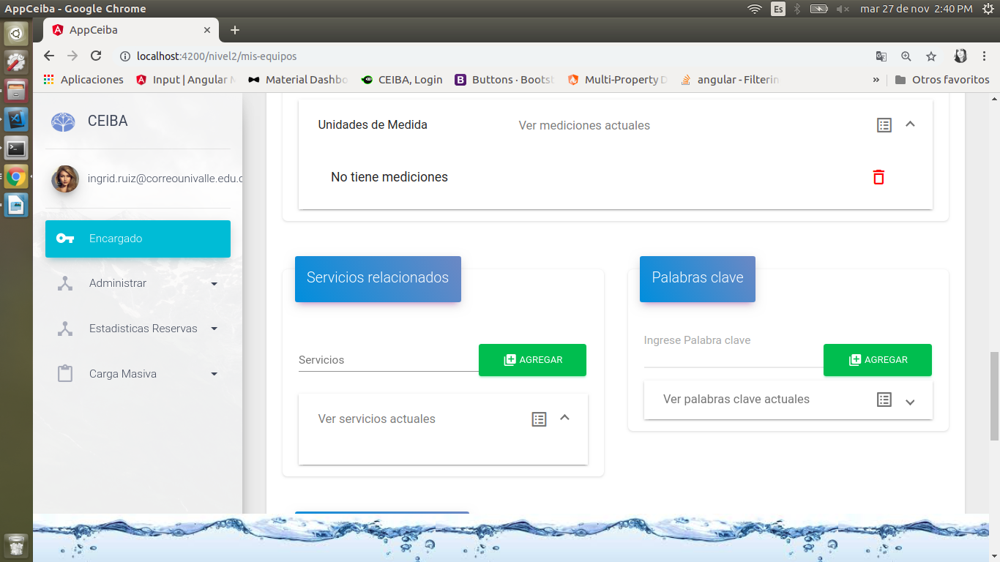 AppCeiba - Google Chrome
Es
mar 27 de nov 2:40 PM
AppCeiba
localhost:4200/nivel2/mis-equipos
Aplicaciones
Input | Angular M
Material Dashbo
CEIBA, Login
B Buttons · Bootst
Multi-Property D
angular - Filterin
»
Otros favoritos
CEIBA
ingrid.ruiz@correounivalle.edu.c
Encargado
Administrar
Estadisticas Reservas
Carga Masiva
Unidades de Medida
Ver mediciones actuales
No tiene mediciones
Servicios relacionados
Servicios
AGREGAR
Ver servicios actuales
Palabras clave
Ingrese Palabra clave
AGREGAR
Ver palabras clave actuales